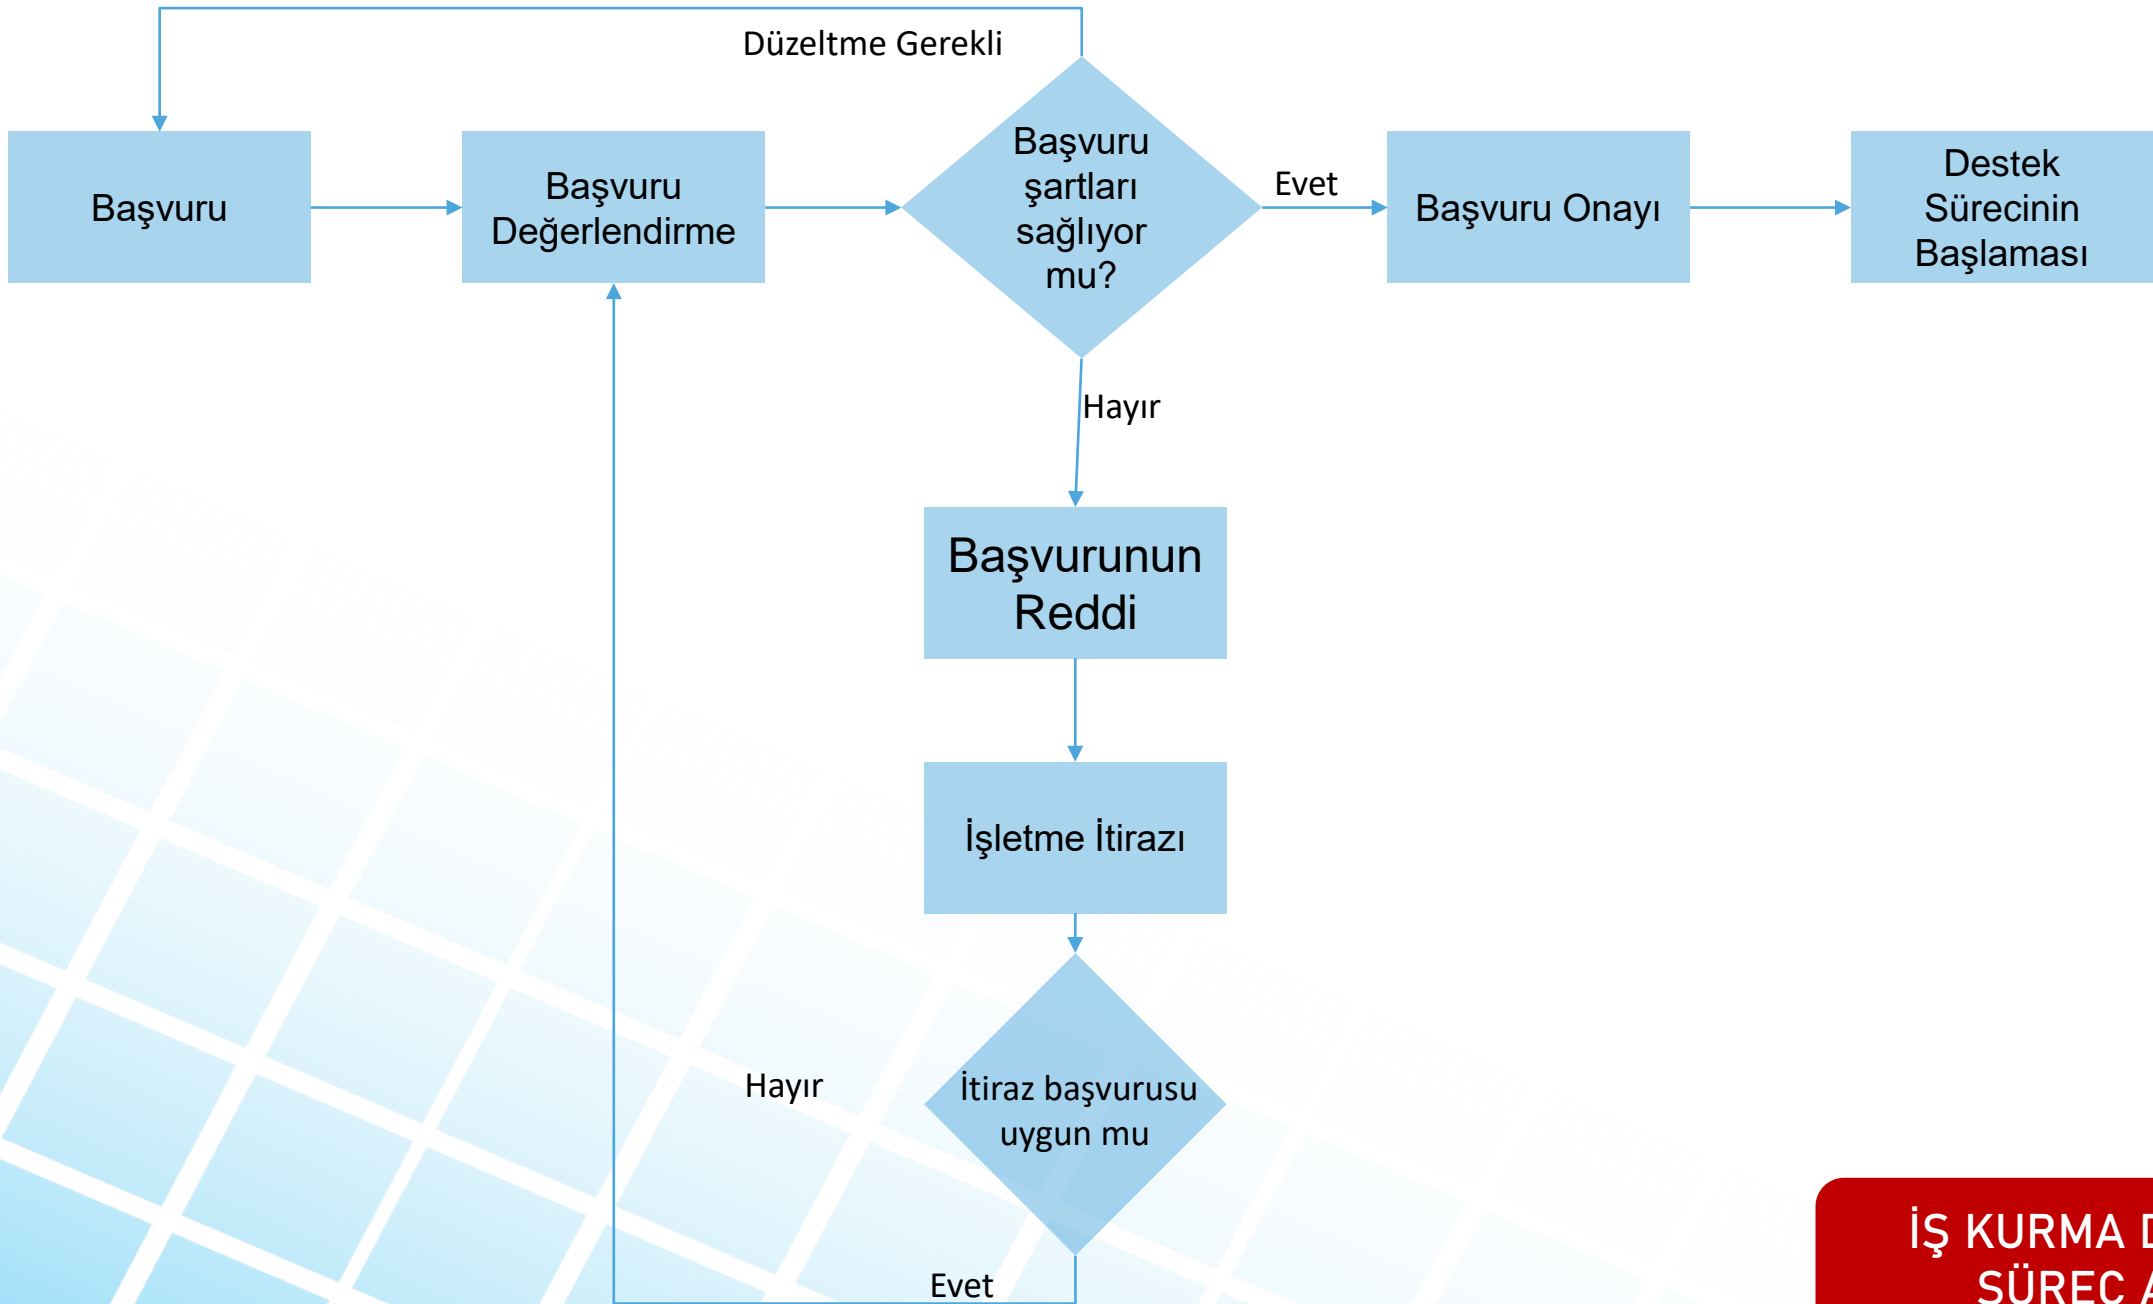 Düzeltme Gerekli
Başvuru
Başvuru
Değerlendirme
Başvuru
şartları
sağlıyor
mu?
Evet
Başvuru Onayı
Destek
Sürecinin
Başlaması
Hayır
Başvurunun
Reddi
İşletme İtirazı
Hayır
İtiraz başvurusu
uygun mu
Evet
İŞ KURMA
SÜREÇ